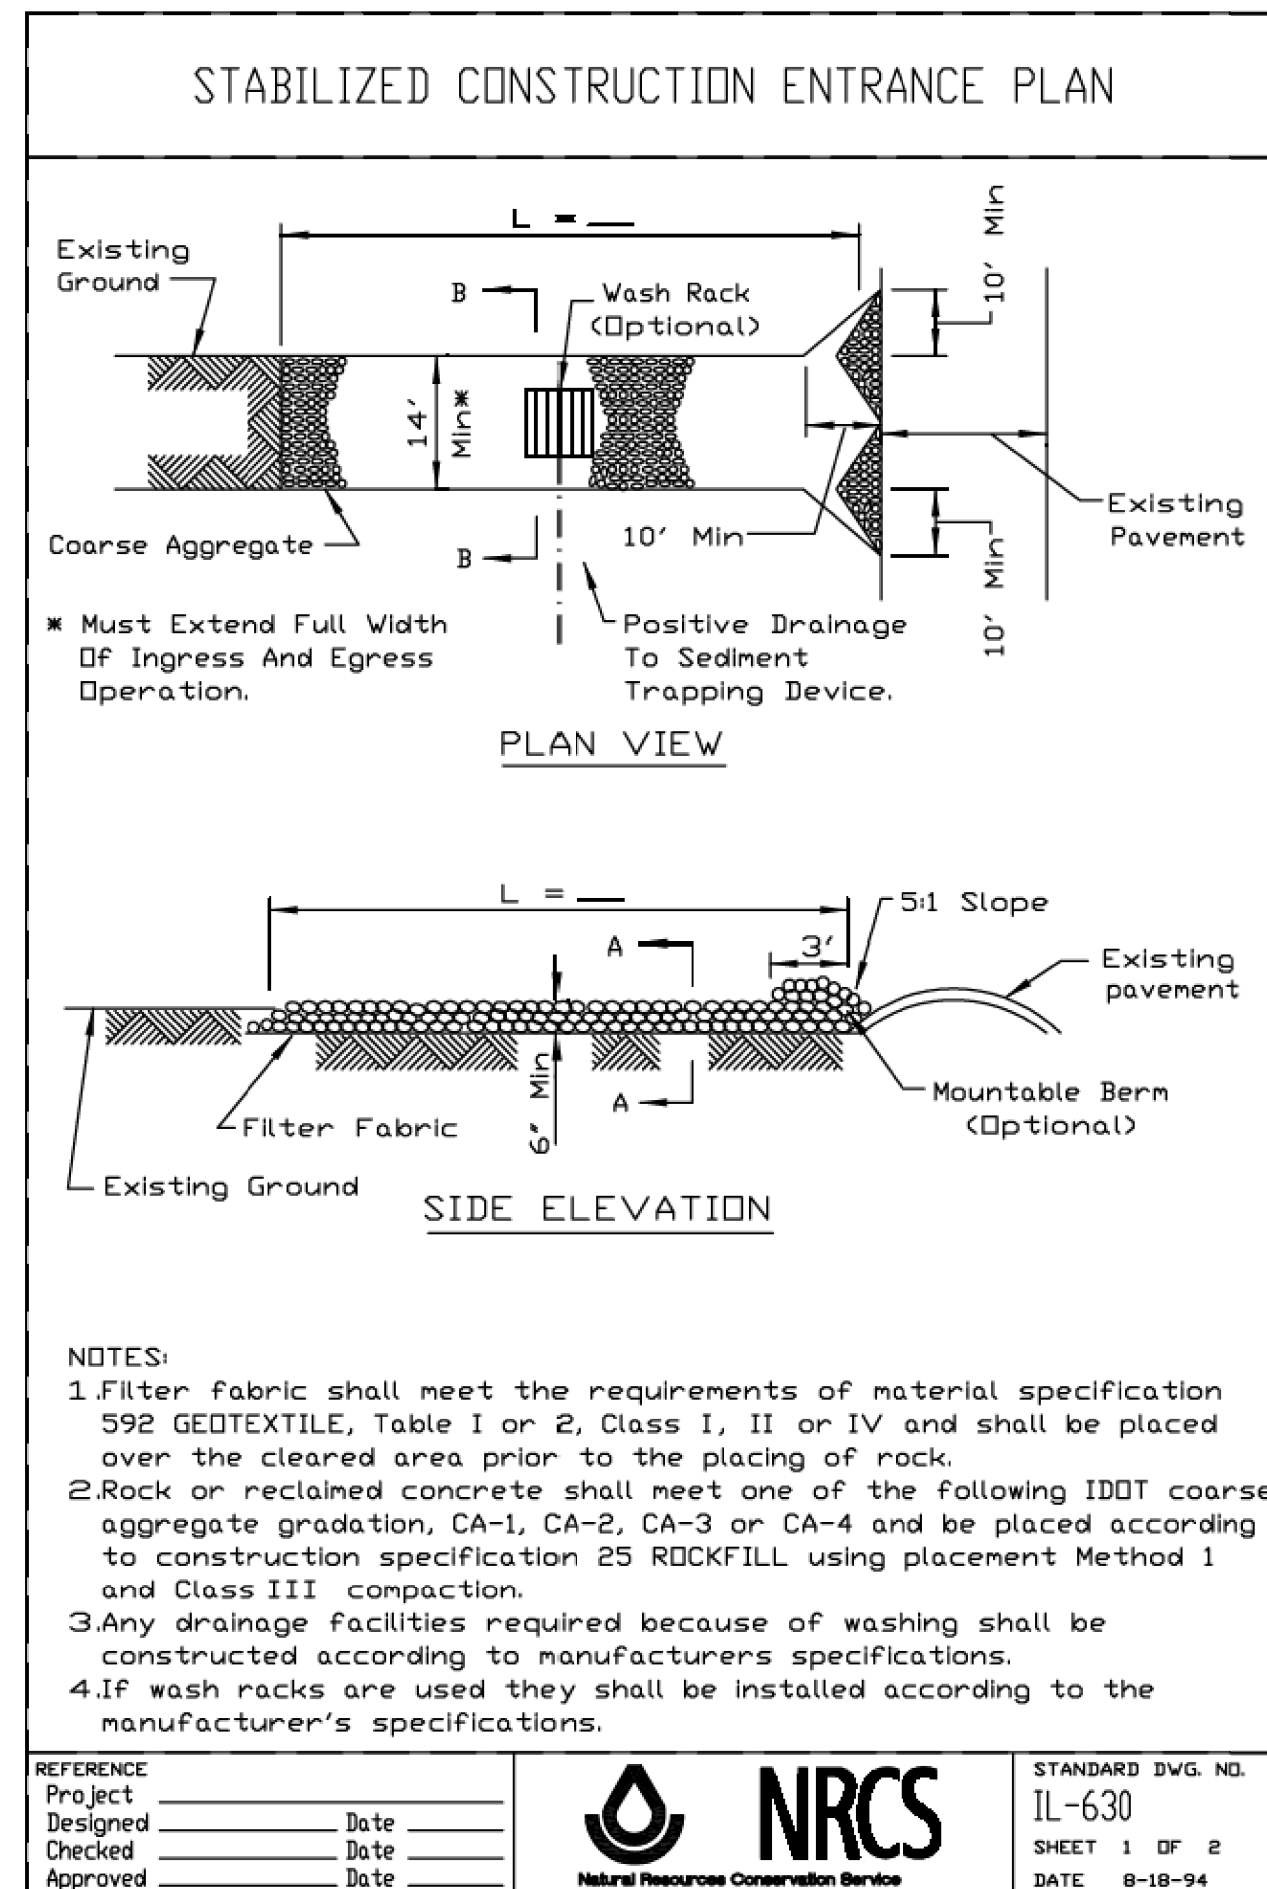 STABILIZED CONSTRUCTION ENTRANCE PLAN
L = __
Existing
Ground
B
Wash Rack
(Optional)
10' Min
14'
Min*
Coarse Aggregate
B
10' Min
10' Min
Existing
Pavement
* Must Extend Full Width
Of Ingress And Egress
Operation.
Positive Drainage
To Sediment
Trapping Device.
PLAN VIEW
L = __
5:1 Slope
A
3'
Existing
pavement
6" Min
A
Mountable Berm
(Optional)
Filter Fabric
Existing Ground
SIDE ELEVATION
NOTES:
1.Filter fabric shall meet the requirements of material specification
592 GEOTEXTILE, Table I or 2, Class I, II or IV and shall be placed
over the cleared area prior to the placing of rock.
2.Rock or reclaimed concrete shall meet one of the following IDOT coarse
aggregate gradation, CA-1, CA-2, CA-3 or CA-4 and be placed according
to construction specification 25 ROCKFILL using placement Method 1
and Class III compaction.
3.Any drainage facilities required because of washing shall be
constructed according to manufacturers specifications.
4.If wash racks are used they shall be installed according to the
manufacturer's specifications.
REFERENCE
Project
Designed Date
Checked Date
Approved Date
NRCS
Natural Resources Conservation Service
STANDARD DWG. NO.
IL-630
SHEET 1 OF 2
DATE 8-18-94